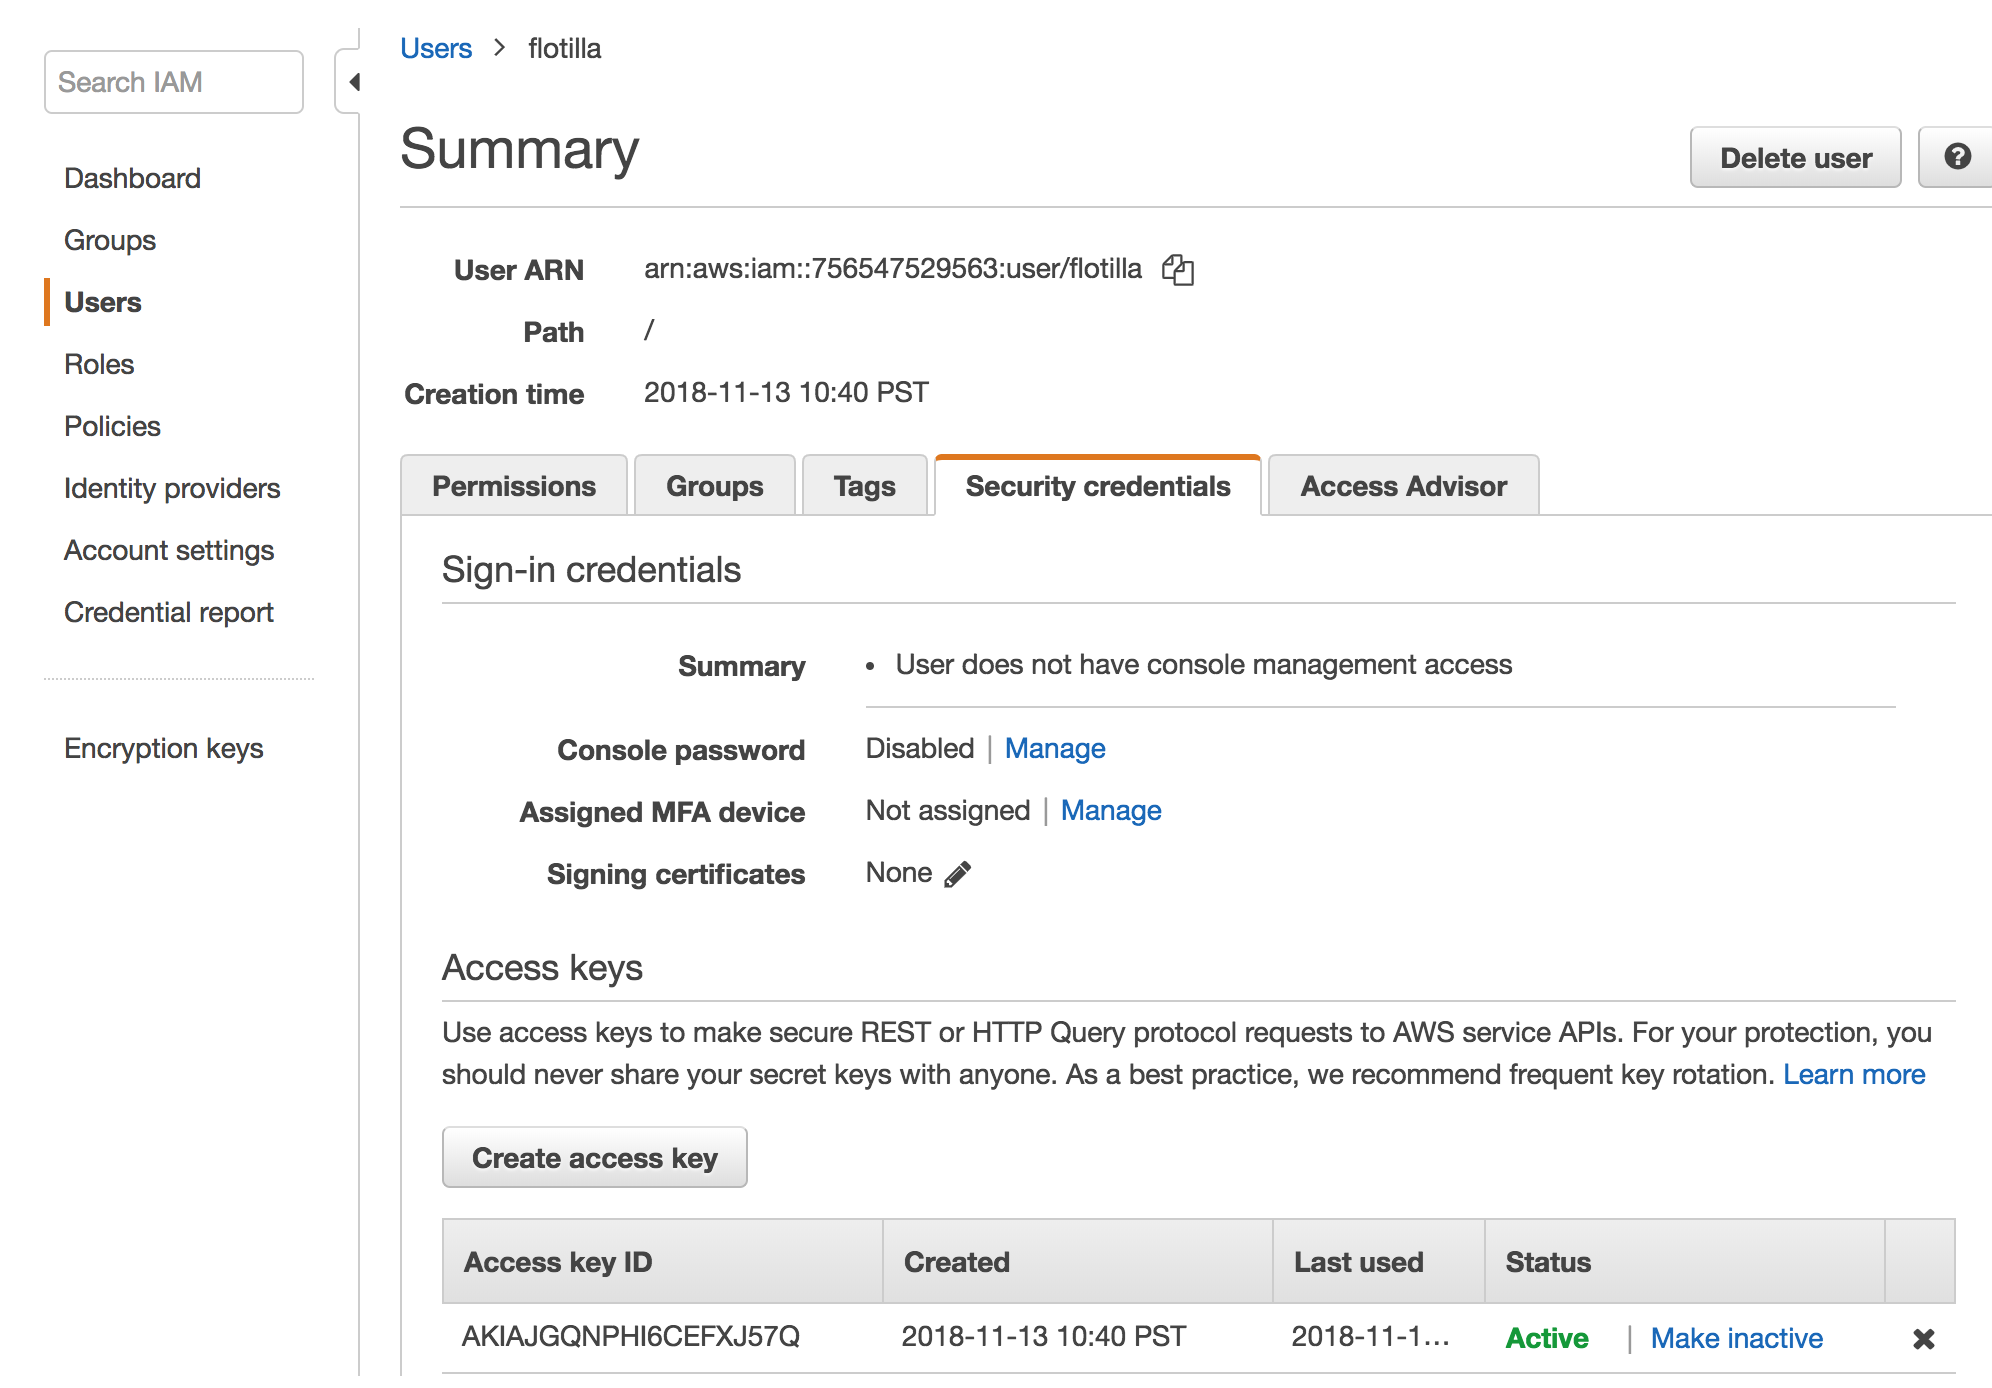 Search IAM
Dashboard
Groups
Users
Roles
Policies
Identity providers
Account settings
Credential report
Encryption keys
Users > flotilla
Summary
Delete user
?
User ARN arn:aws:iam::756547529563:user/flotilla
Path /
Creation time 2018-11-13 10:40 PST
Permissions Groups Tags Security credentials Access Advisor
Sign-in credentials
Summary • User does not have console management access
Console password Disabled | Manage
Assigned MFA device Not assigned | Manage
Signing certificates None
Access keys
Use access keys to make secure REST or HTTP Query protocol requests to AWS service APIs. For your protection, you
should never share your secret keys with anyone. As a best practice, we recommend frequent key rotation. Learn more
Create access key
Access key ID Created Last used Status
AKIAJGQNPHI6CEFXJ57Q 2018-11-13 10:40 PST 2018-11-1... Active | Make inactive